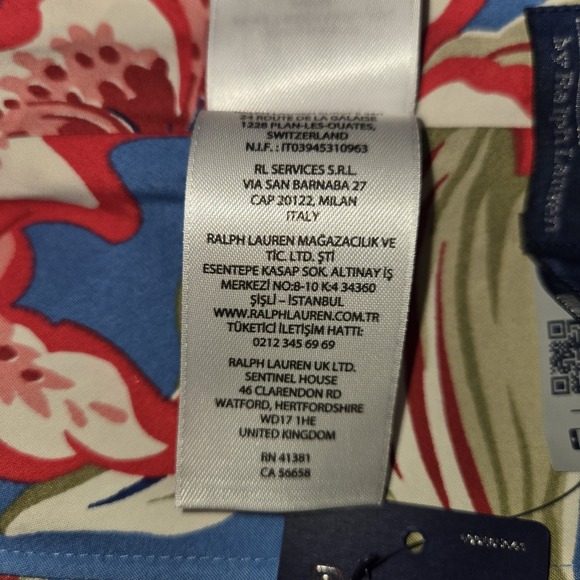 24 ROUTE DE LA GALAISE
1228 PLAN-LES-OUATES,
SWITZERLAND
N.I.F. : IT03945310963
RL SERVICES S.R.L.
VIA SAN BARNABA 27
CAP 20122, MILAN
ITALY
RALPH LAUREN MAĞAZACILIK VE
TİC. LTD. ŞTİ
ESENTEPE KASAP SOK. ALTINAY İŞ
MERKEZİ NO:8-10 K:4 34360
ŞİŞLİ – İSTANBUL
WWW.RALPHLAUREN.COM.TR
TÜKETİCİ İLETİŞİM HATTI:
0212 345 69 69
RALPH LAUREN UK LTD.
SENTINEL HOUSE
46 CLARENDON RD
WATFORD, HERTFORDSHIRE
WD17 1HE
UNITED KINGDOM
RN 41381
CA 56658
by Ralph Lauren